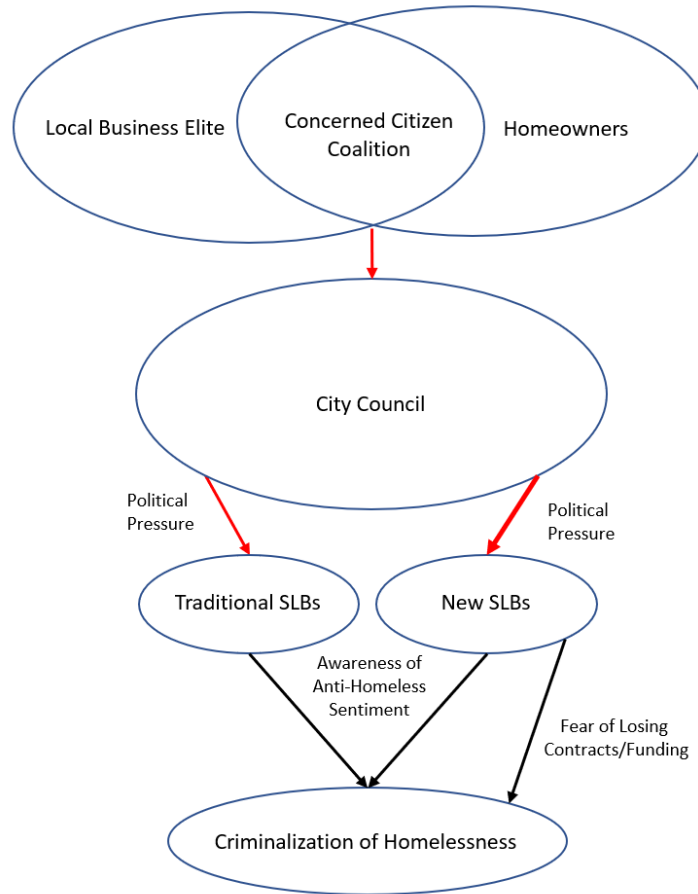 Local Business Elite
Concerned Citizen
Coalition
Homeowners
City Council
Political
Pressure
Political
Pressure
Traditional SLBs
New SLBs
Awareness of
Anti-Homeless
Sentiment
Fear of Losing
Contracts/Funding
Criminalization of Homelessness